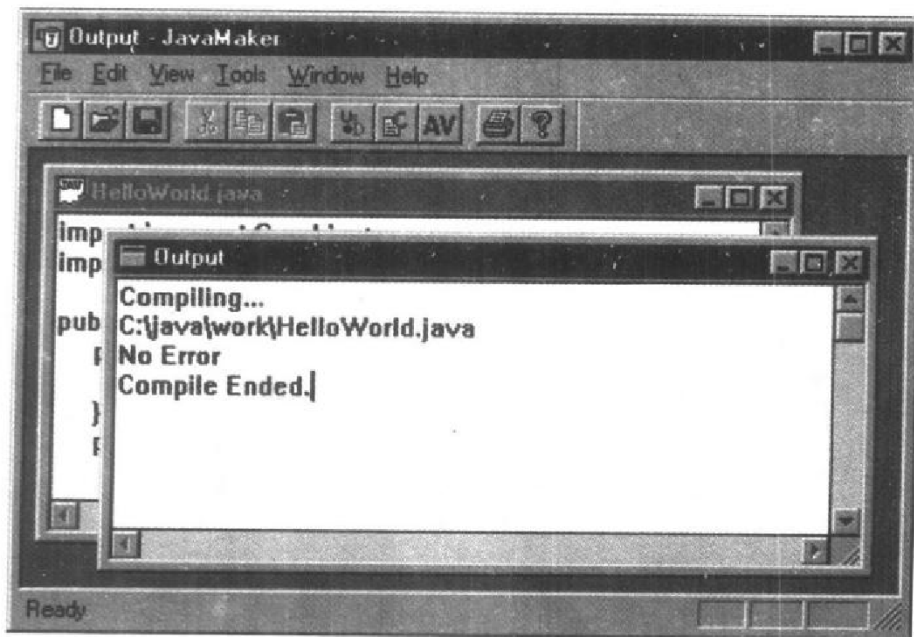 Output - JavaMaker
File Edit View Tools Window Help
AV
HelloWorld.java
imp
imp
pub
Output
Compiling...
C:\java\work\HelloWorld.java
No Error
Compile Ended.
Ready